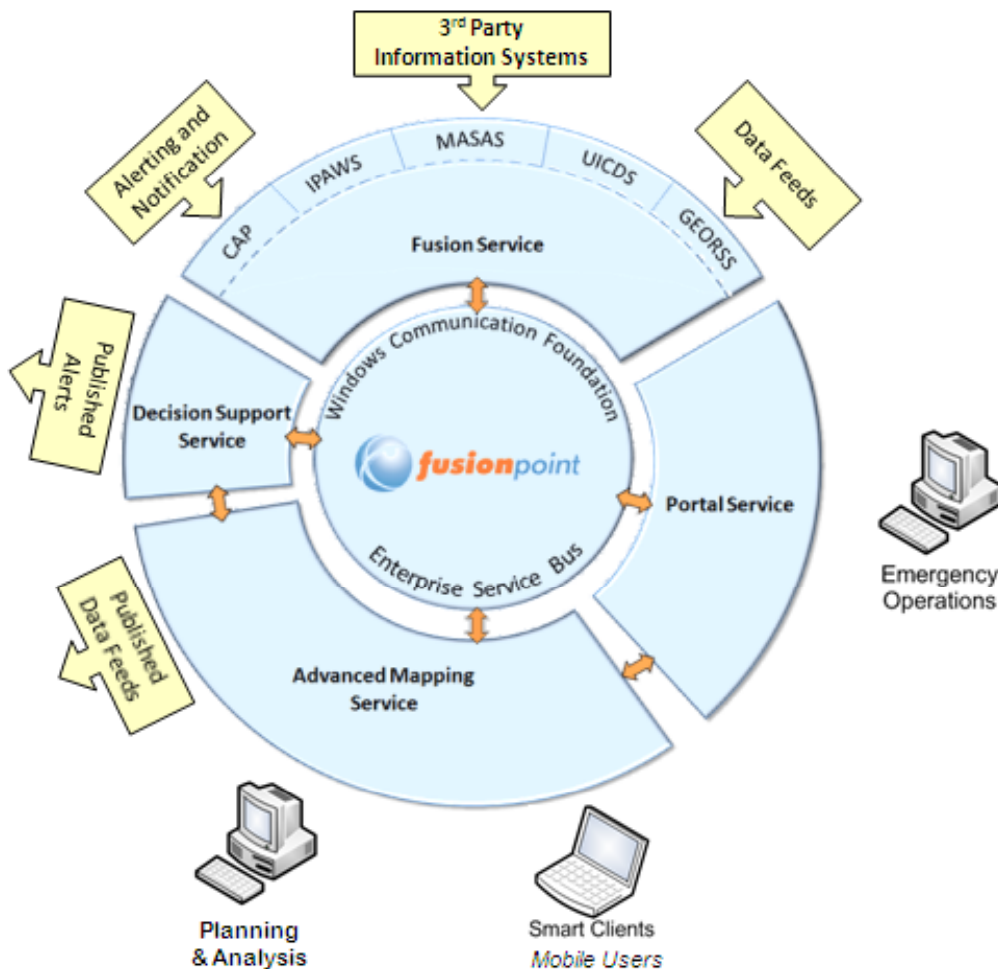 3rd Party
Information Systems
Alerting and
Notification
Data Feeds
CAP
IPAWS
MASAS
UICDS
GEORSS
Fusion Service
Published
Alerts
Windows Communication Foundation
Decision Support
Service
fusionpoint
Portal Service
Enterprise Service Bus
Emergency
Operations
Published
Data Feeds
Advanced Mapping
Service
Planning
& Analysis
Smart Clients
Mobile Users